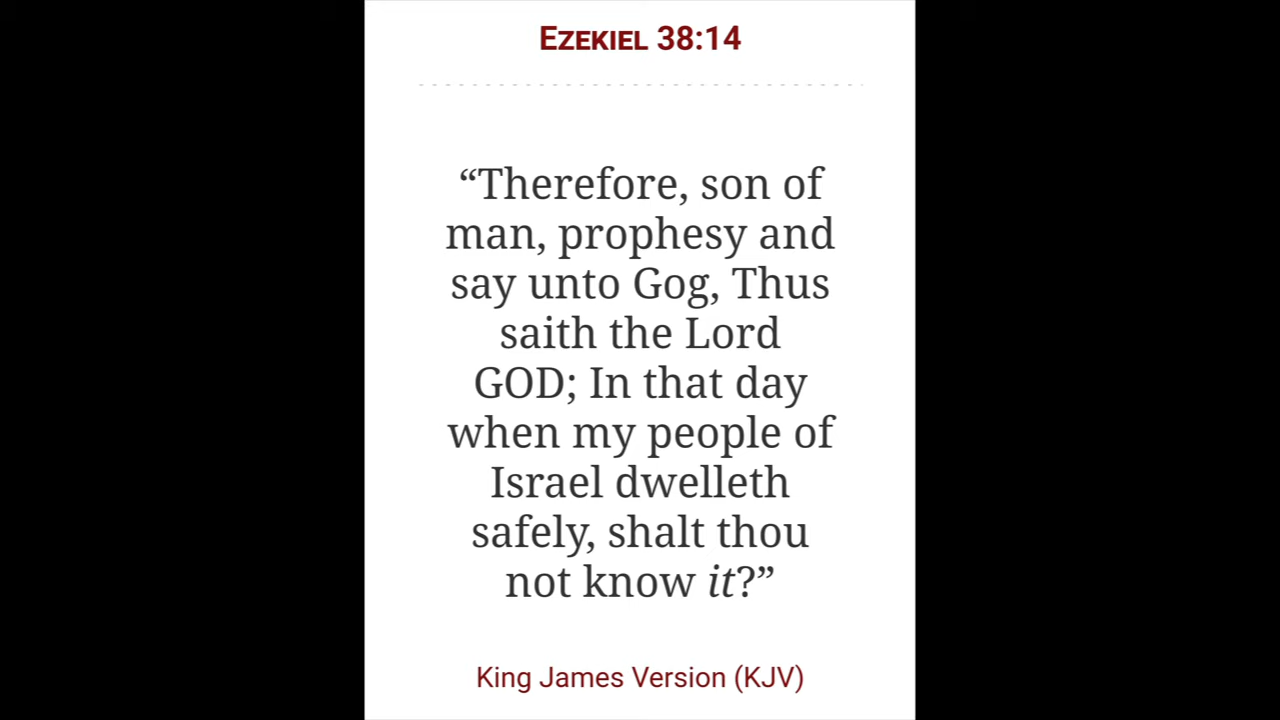 Ezekiel 38:14
“Therefore, son of
man, prophesy and
say unto Gog, Thus
saith the Lord
GOD; In that day
when my people of
Israel dwelleth
safely, shalt thou
not know it?”
King James Version (KJV)